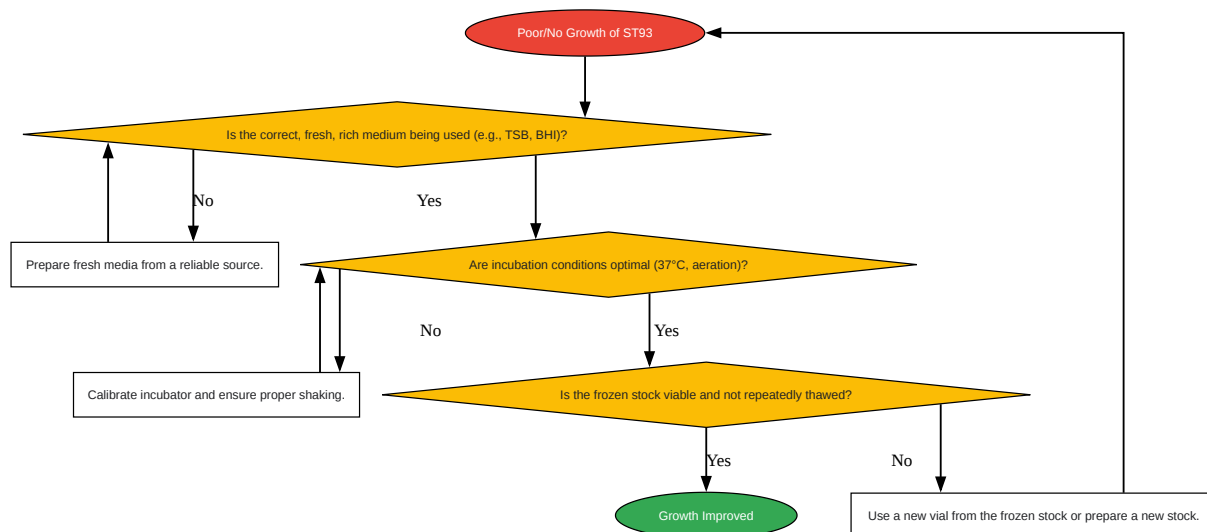 Poor/No Growth of ST93
Is the correct, fresh, rich medium being used (e.g., TSB, BHI)?
No
Yes
Prepare fresh media from a reliable source.
Are incubation conditions optimal (37°C, aeration)?
No
Yes
Calibrate incubator and ensure proper shaking.
Is the frozen stock viable and not repeatedly thawed?
Yes
No
Growth Improved
Use a new vial from the frozen stock or prepare a new stock.